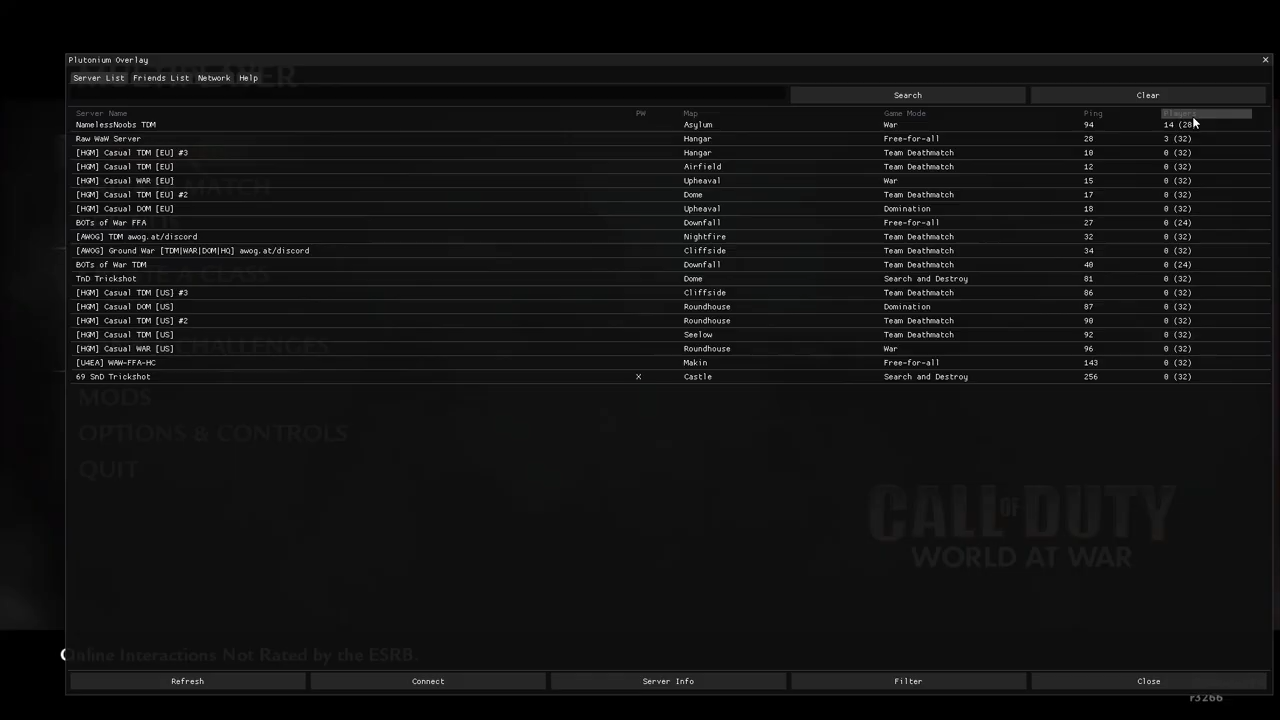 Plutonium Overlay
Server List Friends List Network Help
Search Clear
Server Name PW Map Game Mode Ping Players
NamelessNoobs TDM Asylum War 94 14 (28
Raw WaW Server Hangar Free-for-all 28 3 (32)
[HGM] Casual TDM [EU] #3 Hangar Team Deathmatch 10 0 (32)
[HGM] Casual TDM [EU] Airfield Team Deathmatch 12 0 (32)
[HGM] Casual WAR [EU] Upheaval War 15 0 (32)
[HGM] Casual TDM [EU] #2 Dome Team Deathmatch 17 0 (32)
[HGM] Casual DOM [EU] Upheaval Domination 18 0 (32)
BOTs of War FFA Downfall Free-for-all 27 0 (24)
[AWOG] TDM awog.at/discord Nightfire Team Deathmatch 32 0 (32)
[AWOG] Ground War [TDM|WAR|DOM|HQ] awog.at/discord Cliffside Team Deathmatch 34 0 (32)
BOTs of War TDM Downfall Team Deathmatch 40 0 (24)
TnD Trickshot Dome Search and Destroy 81 0 (32)
[HGM] Casual TDM [US] #3 Cliffside Team Deathmatch 86 0 (32)
[HGM] Casual DOM [US] Roundhouse Domination 87 0 (32)
[HGM] Casual TDM [US] #2 Roundhouse Team Deathmatch 90 0 (32)
[HGM] Casual TDM [US] Seelow Team Deathmatch 92 0 (32)
[HGM] Casual WAR [US] Roundhouse War 96 0 (32)
[U4EA] WAW-FFA-HC Makin Free-for-all 143 0 (32)
69 SnD Trickshot X Castle Search and Destroy 256 0 (32)
CHALLENGES
MODS
OPTIONS & CONTROLS
QUIT
CALL OF DUTY
WORLD AT WAR
Online Interactions Not Rated by the ESRB.
Refresh Connect Server Info Filter Close
r3266